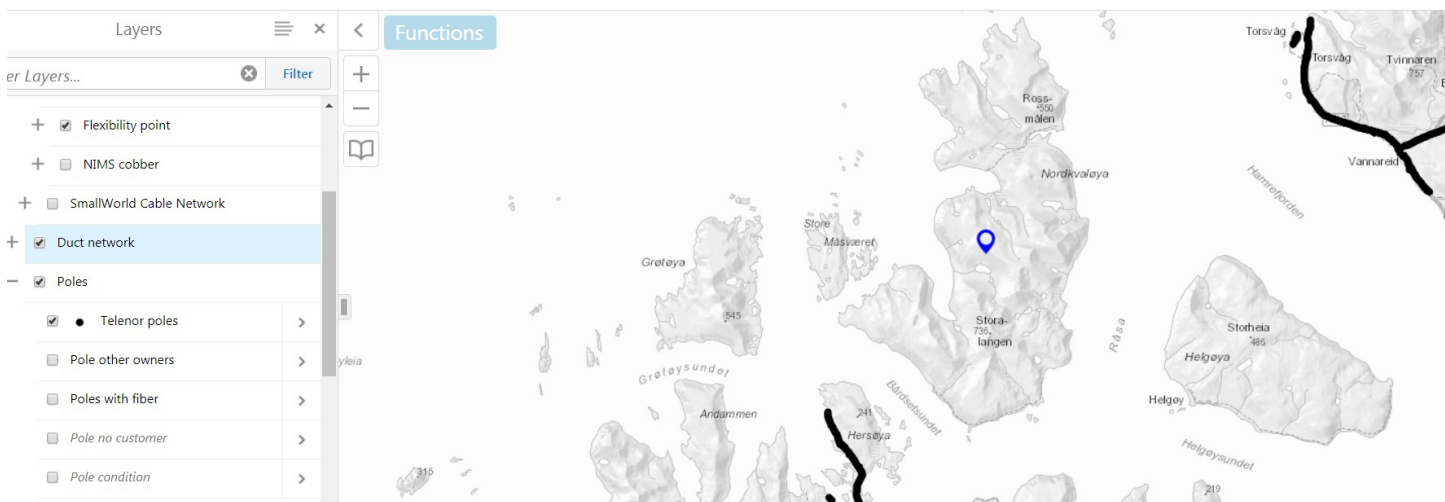 Layers
Functions
er Layers...
Filter
Flexibility point
NIMS cobber
SmallWorld Cable Network
Duct network
Poles
Telenor poles
Pole other owners
Poles with fiber
Pole no customer
Pole condition
Torsvåg
Torsvåg
Tvinnaren
757
Ross-
550
målen
Vannareid
Nordkvaløya
Hamrefjorden
Store
Måsværet
Grøtøya
545
Stora-
736
langen
Råsa
Storheia
486
Helgøya
yleia
Grøtøysundet
Bårdsetsundet
Helgøy
Andammen
241
Hersøya
Helgøysundet
315
219